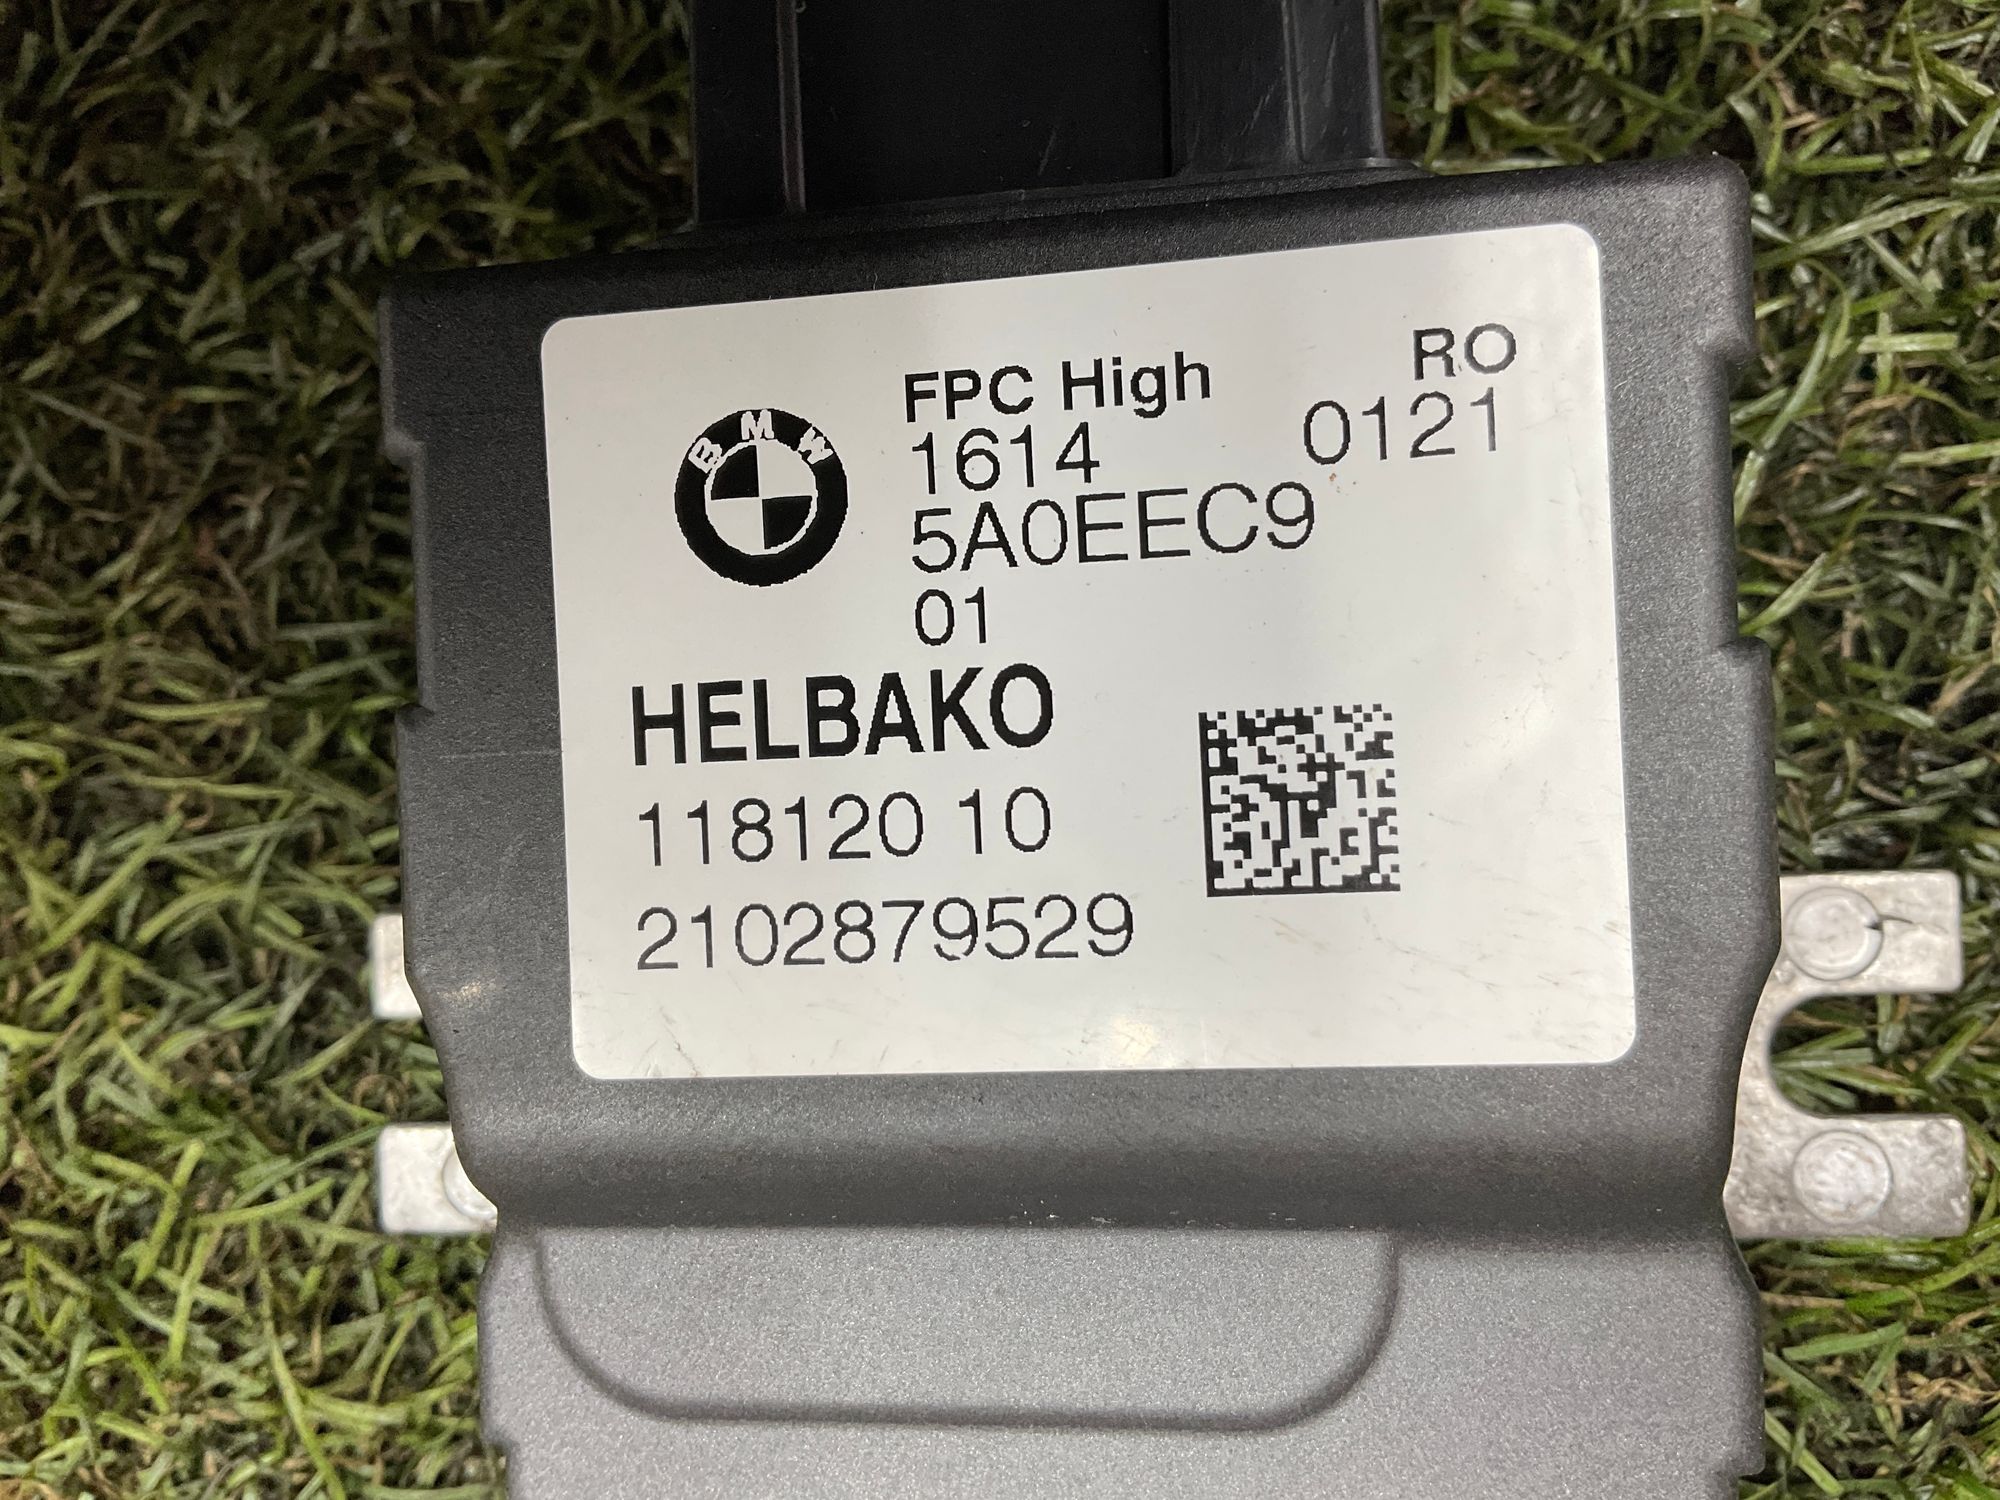 BMW
FPC High
RO
1614
0121
5A0EEC9
01
HELBAKO
118120 10
2102879529